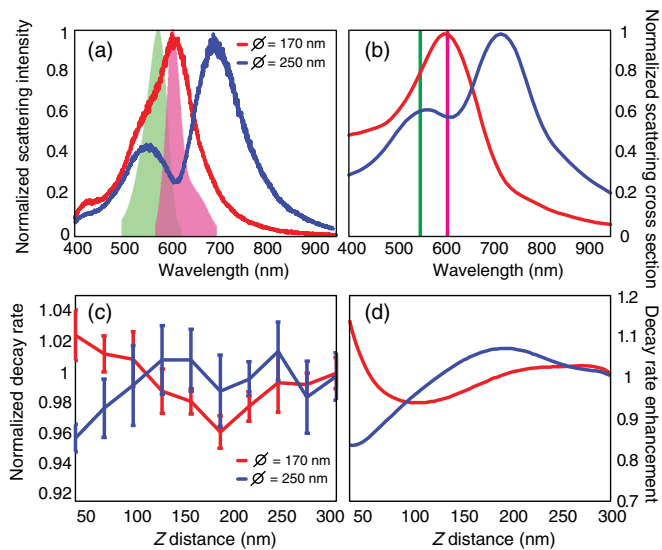 (a)
Ø = 170 nm
Ø = 250 nm
Normalized scattering intensity
1
0.8
0.6
0.4
0.2
0
400 500 600 700 800 900
Wavelength (nm)
(b)
1
0.8
0.6
0.4
0.2
0
Normalized scattering cross section
400 500 600 700 800 900
Wavelength (nm)
(c)
Normalized decay rate
1.04
1.02
1
0.98
0.96
0.94
0.92
Ø = 170 nm
Ø = 250 nm
50 100 150 200 250 300
Z distance (nm)
(d)
1.2
1.1
1
0.9
0.8
0.7
Decay rate enhancement
50 100 150 200 250 300
Z distance (nm)